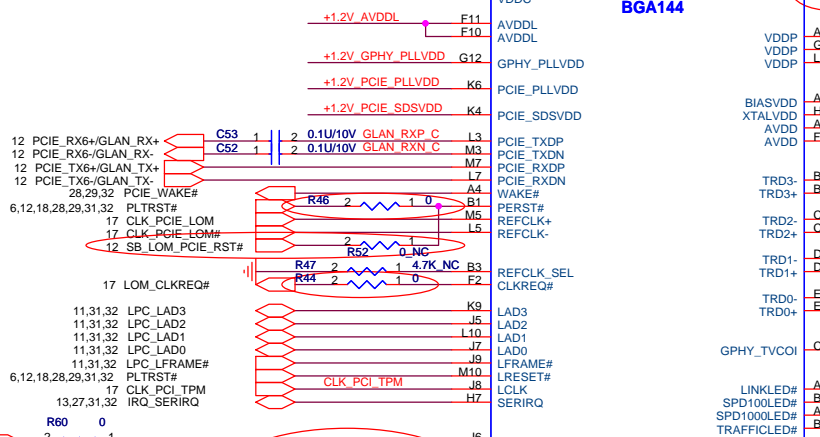 VDDC
BGA144
+1.2V_AVDDL F11 AVDDL
F10 AVDDL
VDDP
VDDP
+1.2V_GPHY_PLLVDD G12 GPHY_PLLVDD VDDP
+1.2V_PCIE_PLLVDD K6 PCIE_PLLVDD
BIASVDD
+1.2V_PCIE_SDSVDD K4 PCIE_SDSVDD XTALVDD
AVDD
12 PCIE_RX6+/GLAN_RX+ C53 1 2 0.1U/10V GLAN_RXP_C L3 PCIE_TXDP AVDD
12 PCIE_RX6-/GLAN_RX- C52 1 2 0.1U/10V GLAN_RXN_C M3 PCIE_TXDN
12 PCIE_TX6+/GLAN_TX+ M7 PCIE_RXDP
12 PCIE_TX6-/GLAN_TX- L7 PCIE_RXDN TRD3-
28,29,32 PCIE_WAKE# A4 WAKE# TRD3+
6,12,18,28,29,31,32 PLTRST# R46 2 1 0 B1 PERST#
17 CLK_PCIE_LOM M5 REFCLK+ TRD2-
17 CLK_PCIE_LOM# L5 REFCLK- TRD2+
12 SB_LOM_PCIE_RST# 2 1
R52 0_NC TRD1-
R47 2 1 4.7K_NC B3 REFCLK_SEL TRD1+
17 LOM_CLKREQ# R44 2 1 0 F2 CLKREQ#
TRD0-
11,31,32 LPC_LAD3 K9 LAD3 TRD0+
11,31,32 LPC_LAD2 J5 LAD2
11,31,32 LPC_LAD1 L10 LAD1
11,31,32 LPC_LAD0 J7 LAD0 GPHY_TVCOI
11,31,32 LPC_LFRAME# J9 LFRAME#
6,12,18,28,29,31,32 PLTRST# M10 LRESET#
17 CLK_PCI_TPM CLK_PCI_TPM J8 LCLK LINKLED#
13,27,31,32 IRQ_SERIRQ H7 SERIRQ SPD100LED#
SPD1000LED#
R60 0 TRAFFICLED#
2 1 J6